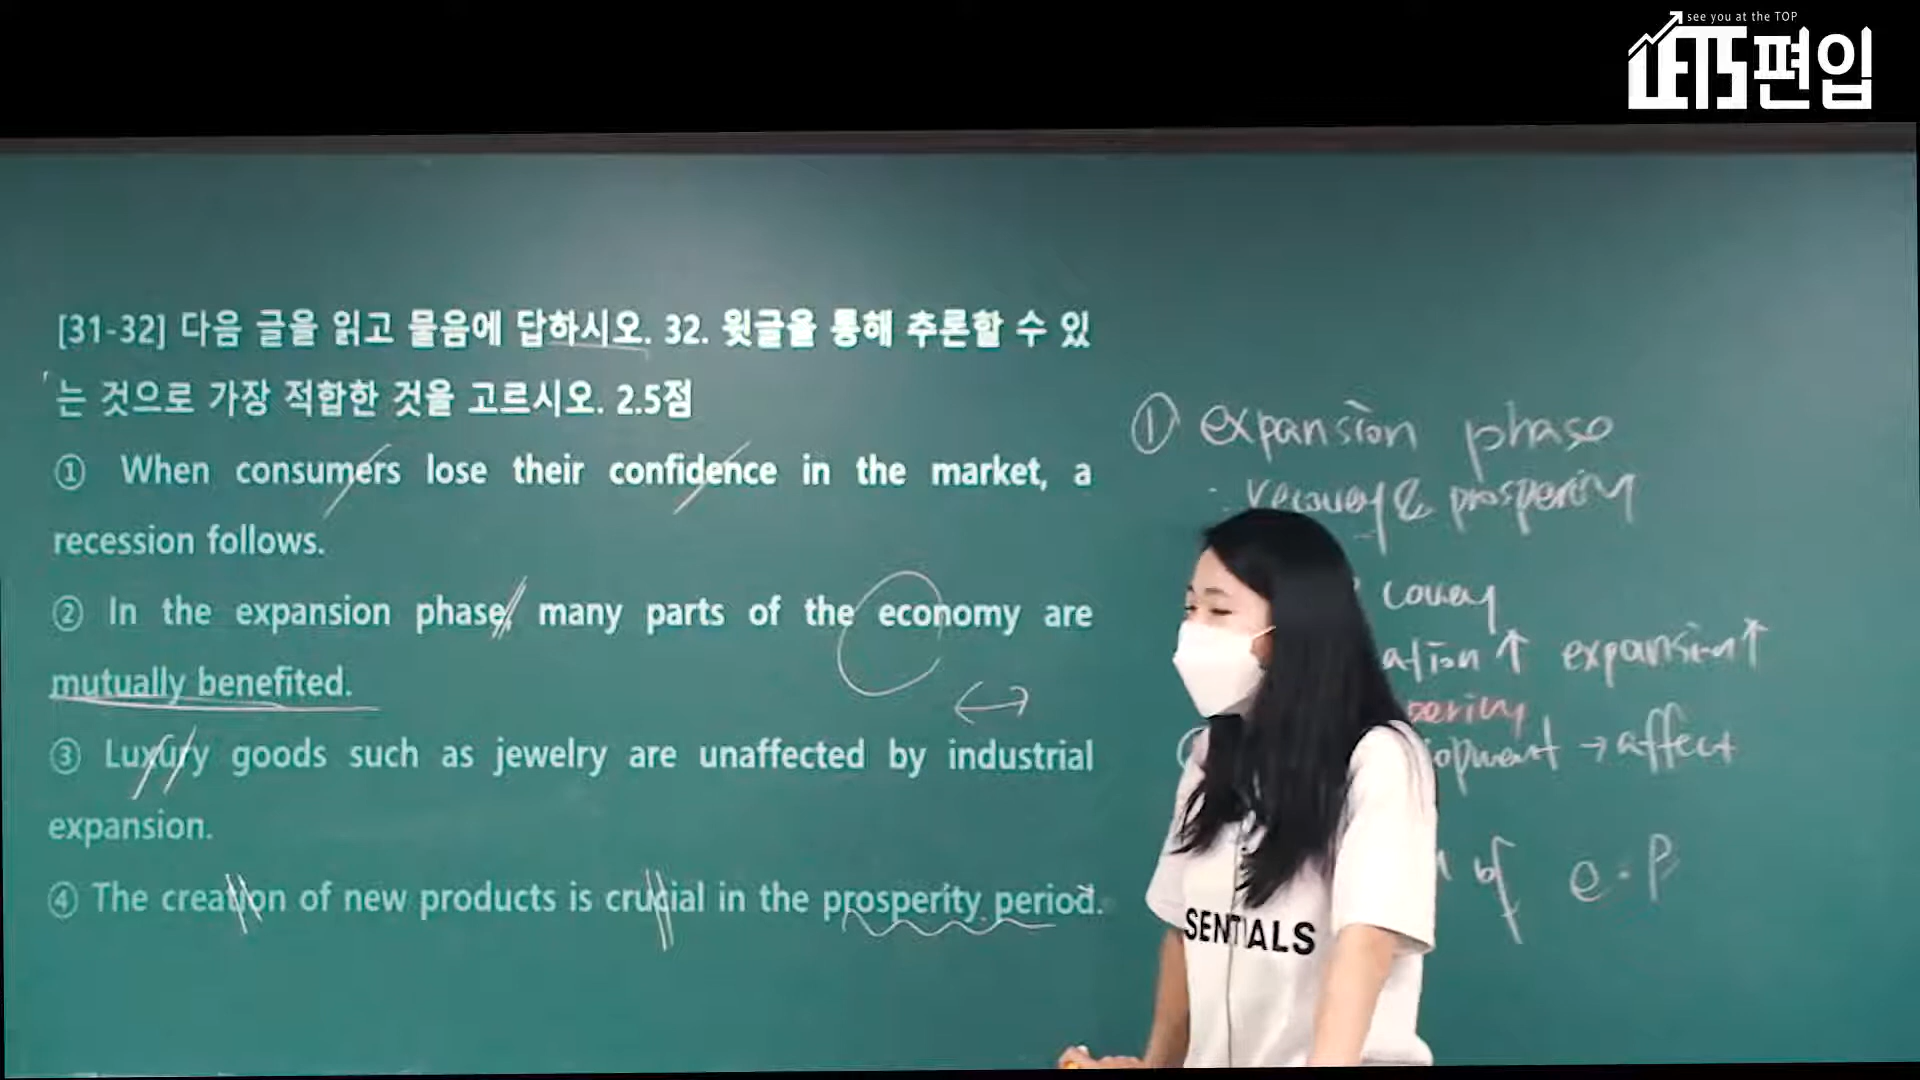 see you at the TOP
LETS편입
[31-32] 다음 글을 읽고 물음에 답하시오. 32. 윗글을 통해 추론할 수 있
는 것으로 가장 적합한 것을 고르시오. 2.5점
① When consumers lose their confidence in the market, a
recession follows.
② In the expansion phase, many parts of the economy are
mutually benefited.
③ Luxury goods such as jewelry are unaffected by industrial
expansion.
④ The creation of new products is crucial in the prosperity period.
① expansion phase
: recovery & prosperity
covery
ation ↑ expansion ↑
perity
lopment → affect
of e.p
SENTIALS